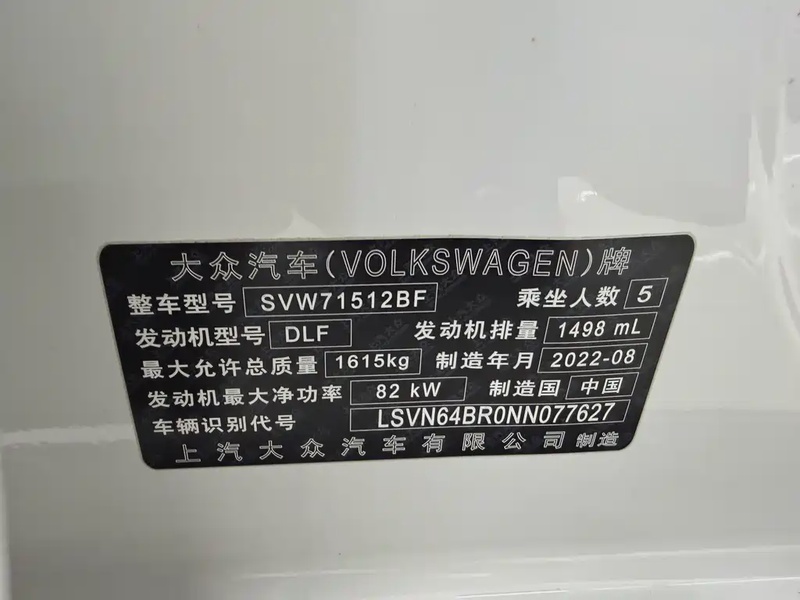 大众汽车(VOLKSWAGEN)牌
整车型号 SVW71512BF 乘坐人数 5
发动机型号 DLF 发动机排量 1498 mL
最大允许总质量 1615kg 制造年月 2022-08
发动机最大净功率 82 kW 制造国 中国
车辆识别代号 LSVN64BR0NN077627
上汽大众汽车有限公司制造